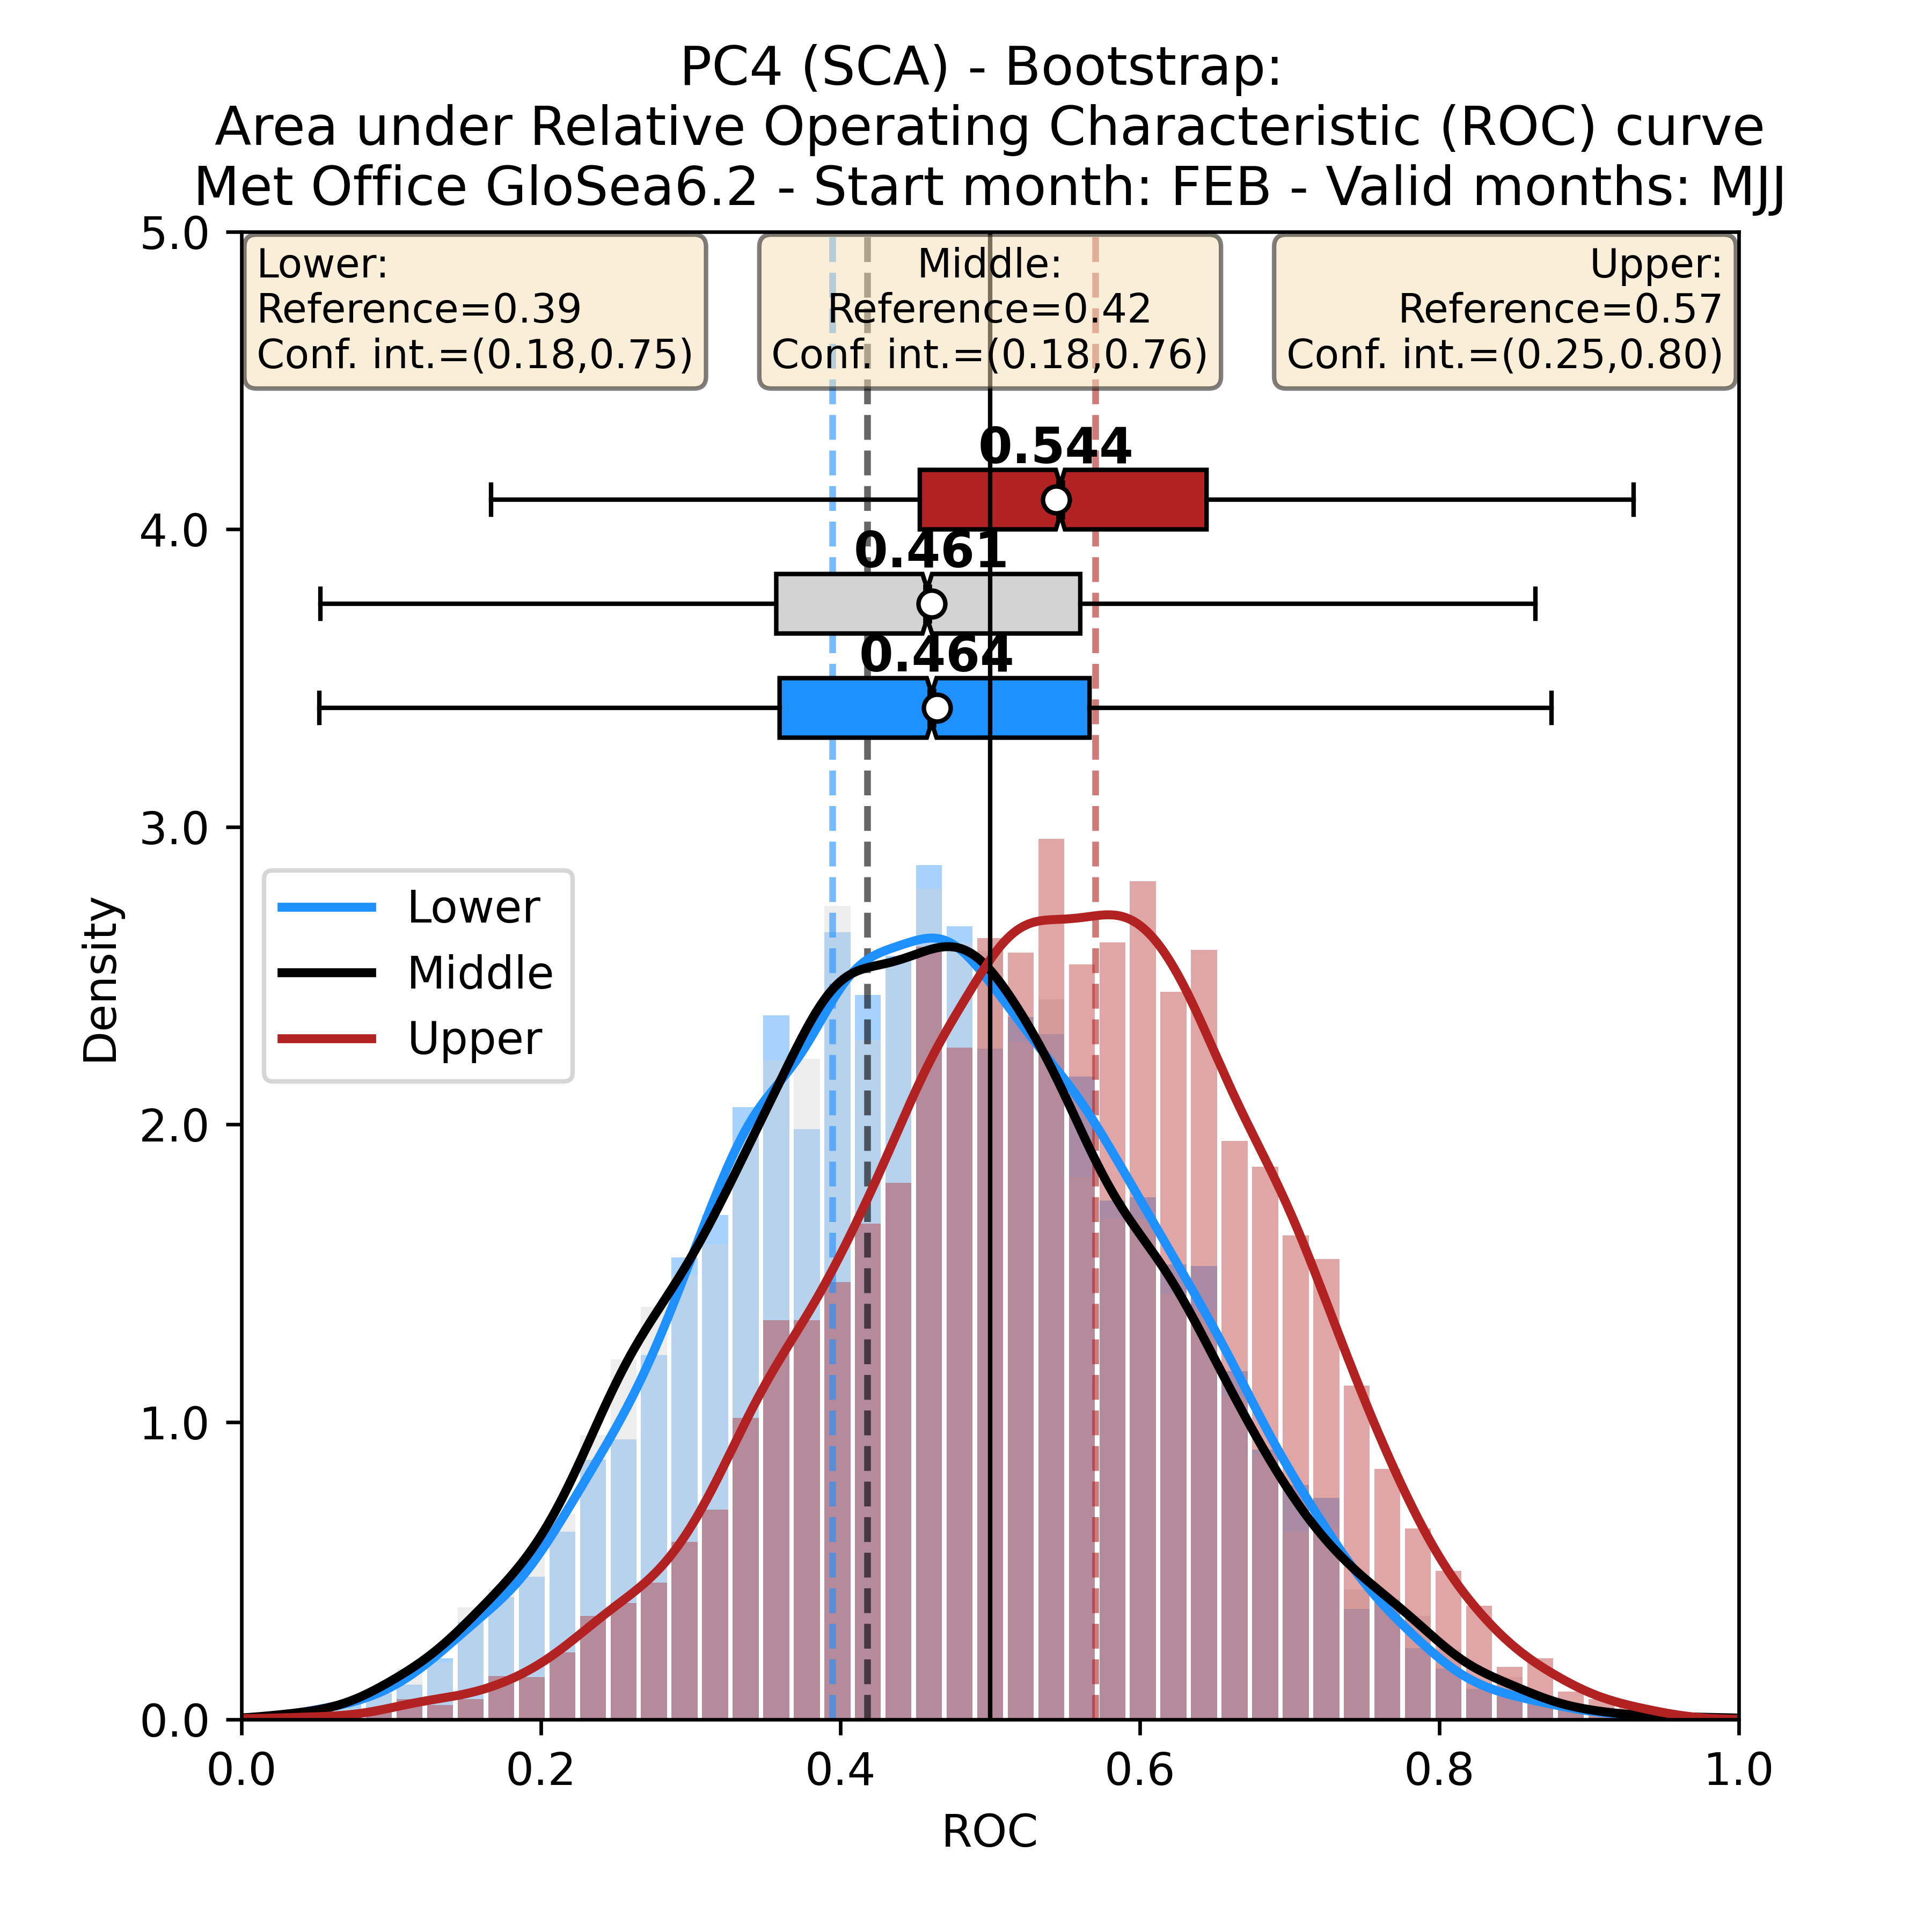 PC4 (SCA) - Bootstrap:
Area under Relative Operating Characteristic (ROC) curve
Met Office GloSea6.2 - Start month: FEB - Valid months: MJJ
5.0
Lower:
Reference=0.39
Conf. int.=(0.18,0.75)
Middle:
Reference=0.42
Conf. int.=(0.18,0.76)
Upper:
Reference=0.57
Conf. int.=(0.25,0.80)
0.544
4.0
0.461
0.464
3.0
Lower
Middle
Upper
Density
2.0
1.0
0.0
0.0 0.2 0.4 0.6 0.8 1.0
ROC